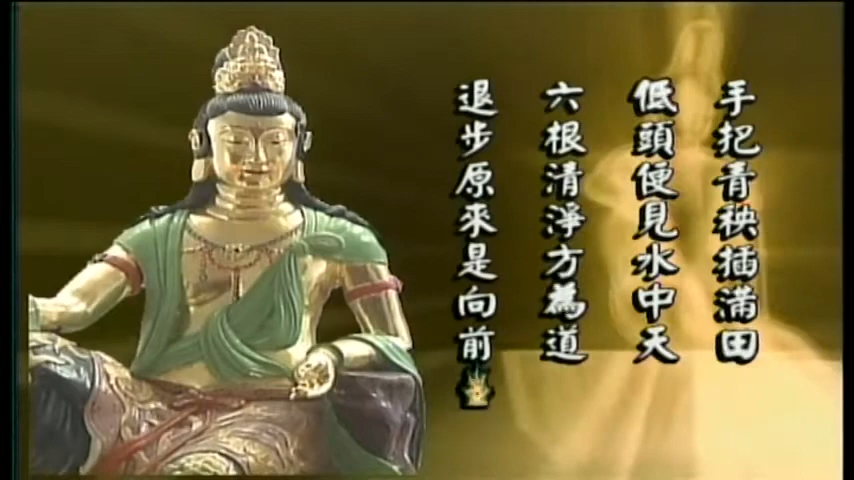 手把青秧插滿田
低頭便見水中天
六根清淨方為道
退步原來是向前